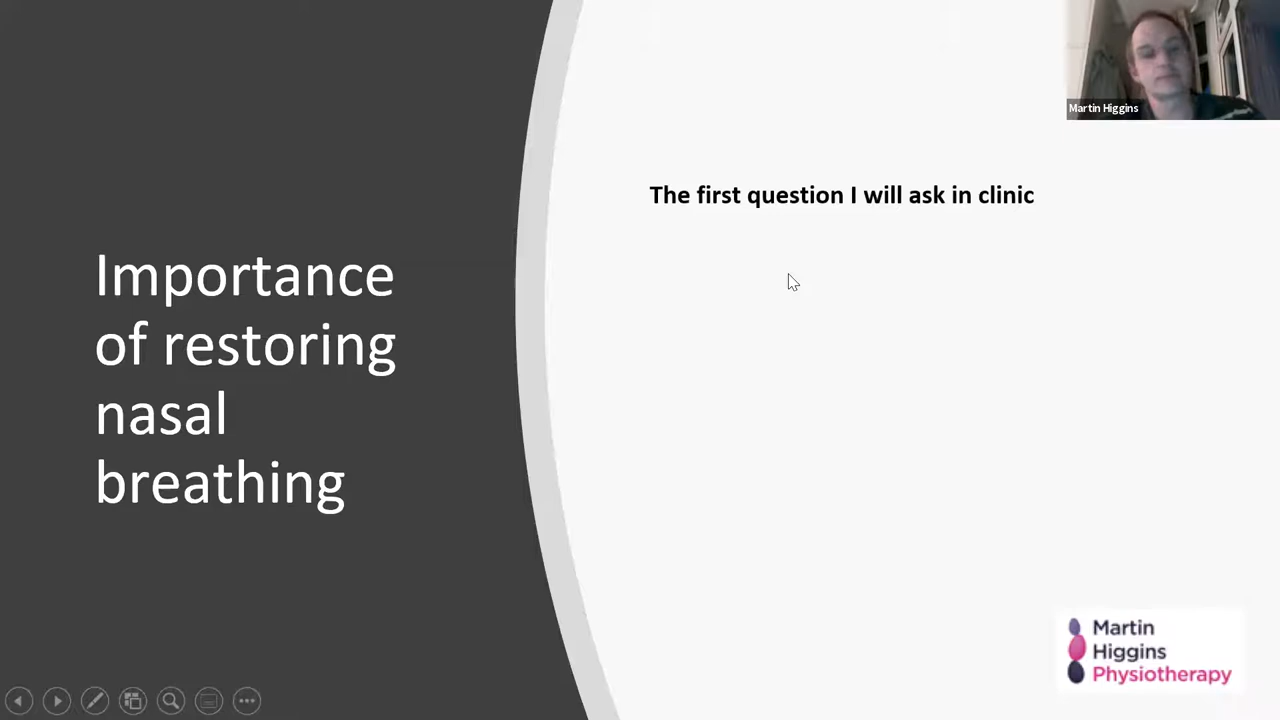 Martin Higgins
The first question I will ask in clinic
Importance
of restoring
nasal
breathing
Martin
Higgins
Physiotherapy